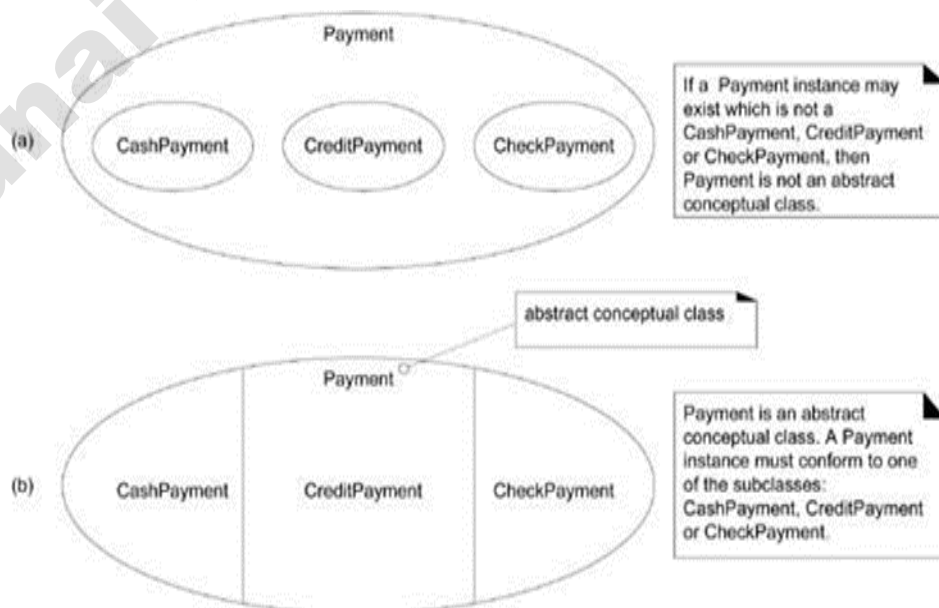 Payment
(a)
CashPayment
CreditPayment
CheckPayment
If a Payment instance may
exist which is not a
CashPayment, CreditPayment
or CheckPayment, then
Payment is not an abstract
conceptual class.
abstract conceptual class
Payment
(b)
CashPayment
CreditPayment
CheckPayment
Payment is an abstract
conceptual class. A Payment
instance must conform to one
of the subclasses:
CashPayment, CreditPayment
or CheckPayment.